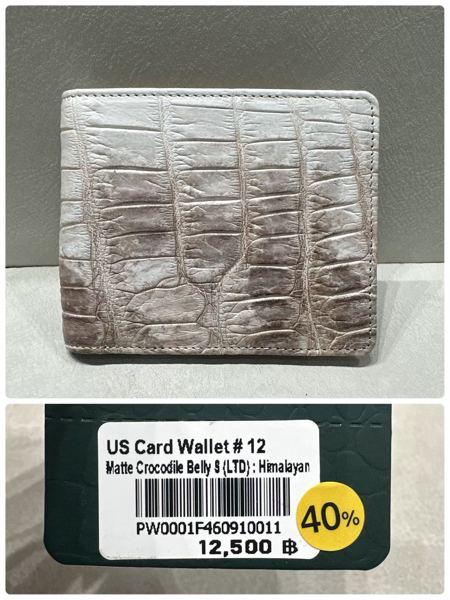 US Card Wallet # 12
Matte Crocodile Belly S (LTD) : Himalayan
PW0001F460910011
12,500 ฿
40%